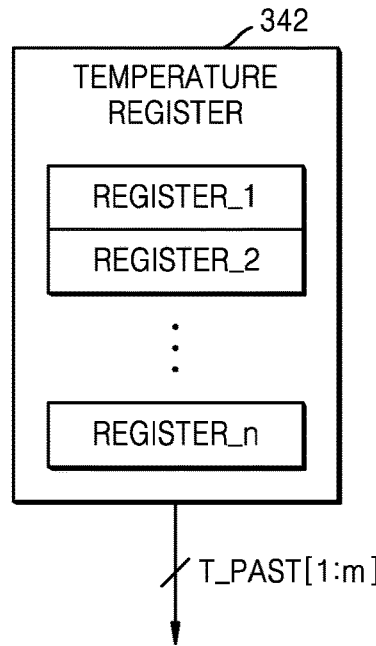 342
TEMPERATURE
REGISTER
REGISTER_1
REGISTER_2
REGISTER_n
T_PAST[1:m]